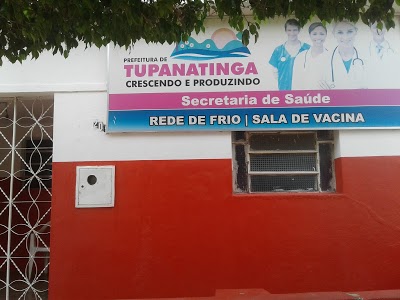 PREFEITURA DE
TUPANATINGA
CRESCENDO E PRODUZINDO
Secretaria de Saúde
REDE DE FRIO | SALA DE VACINA